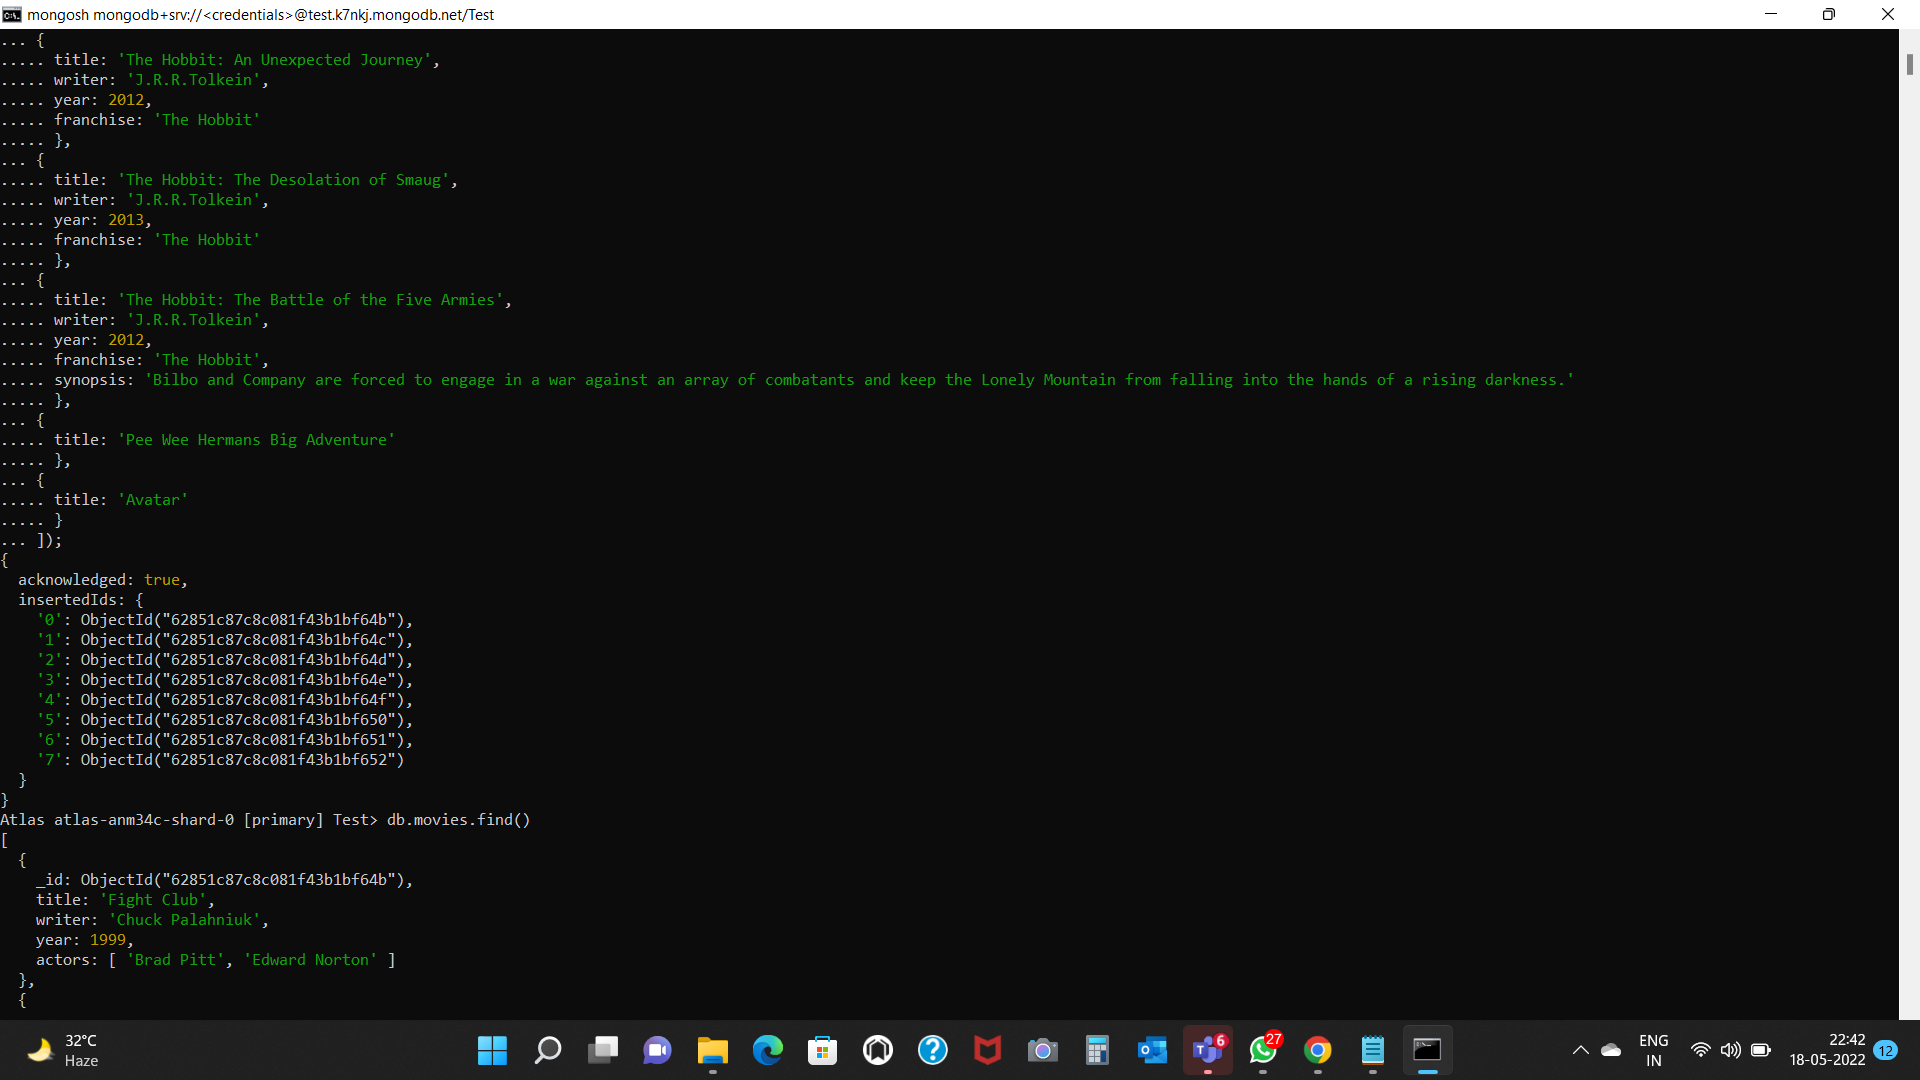 mongosh mongodb+srv://<credentials>@test.k7nkj.mongodb.net/Test
... {
..... title: 'The Hobbit: An Unexpected Journey',
..... writer: 'J.R.R.Tolkein',
..... year: 2012,
..... franchise: 'The Hobbit'
..... },
... {
..... title: 'The Hobbit: The Desolation of Smaug',
..... writer: 'J.R.R.Tolkein',
..... year: 2013,
..... franchise: 'The Hobbit'
..... },
... {
..... title: 'The Hobbit: The Battle of the Five Armies',
..... writer: 'J.R.R.Tolkein',
..... year: 2012,
..... franchise: 'The Hobbit',
..... synopsis: 'Bilbo and Company are forced to engage in a war against an array of combatants and keep the Lonely Mountain from falling into the hands of a rising darkness.'
..... },
... {
..... title: 'Pee Wee Hermans Big Adventure'
..... },
... {
..... title: 'Avatar'
..... }
... ]);
{
  acknowledged: true,
  insertedIds: {
    '0': ObjectId("62851c87c8c081f43b1bf64b"),
    '1': ObjectId("62851c87c8c081f43b1bf64c"),
    '2': ObjectId("62851c87c8c081f43b1bf64d"),
    '3': ObjectId("62851c87c8c081f43b1bf64e"),
    '4': ObjectId("62851c87c8c081f43b1bf64f"),
    '5': ObjectId("62851c87c8c081f43b1bf650"),
    '6': ObjectId("62851c87c8c081f43b1bf651"),
    '7': ObjectId("62851c87c8c081f43b1bf652")
  }
}
Atlas atlas-anm34c-shard-0 [primary] Test> db.movies.find()
[
  {
    _id: ObjectId("62851c87c8c081f43b1bf64b"),
    title: 'Fight Club',
    writer: 'Chuck Palahniuk',
    year: 1999,
    actors: [ 'Brad Pitt', 'Edward Norton' ]
  },
  {
32°C
Haze
6
27
ENG
IN
22:42
18-05-2022
12